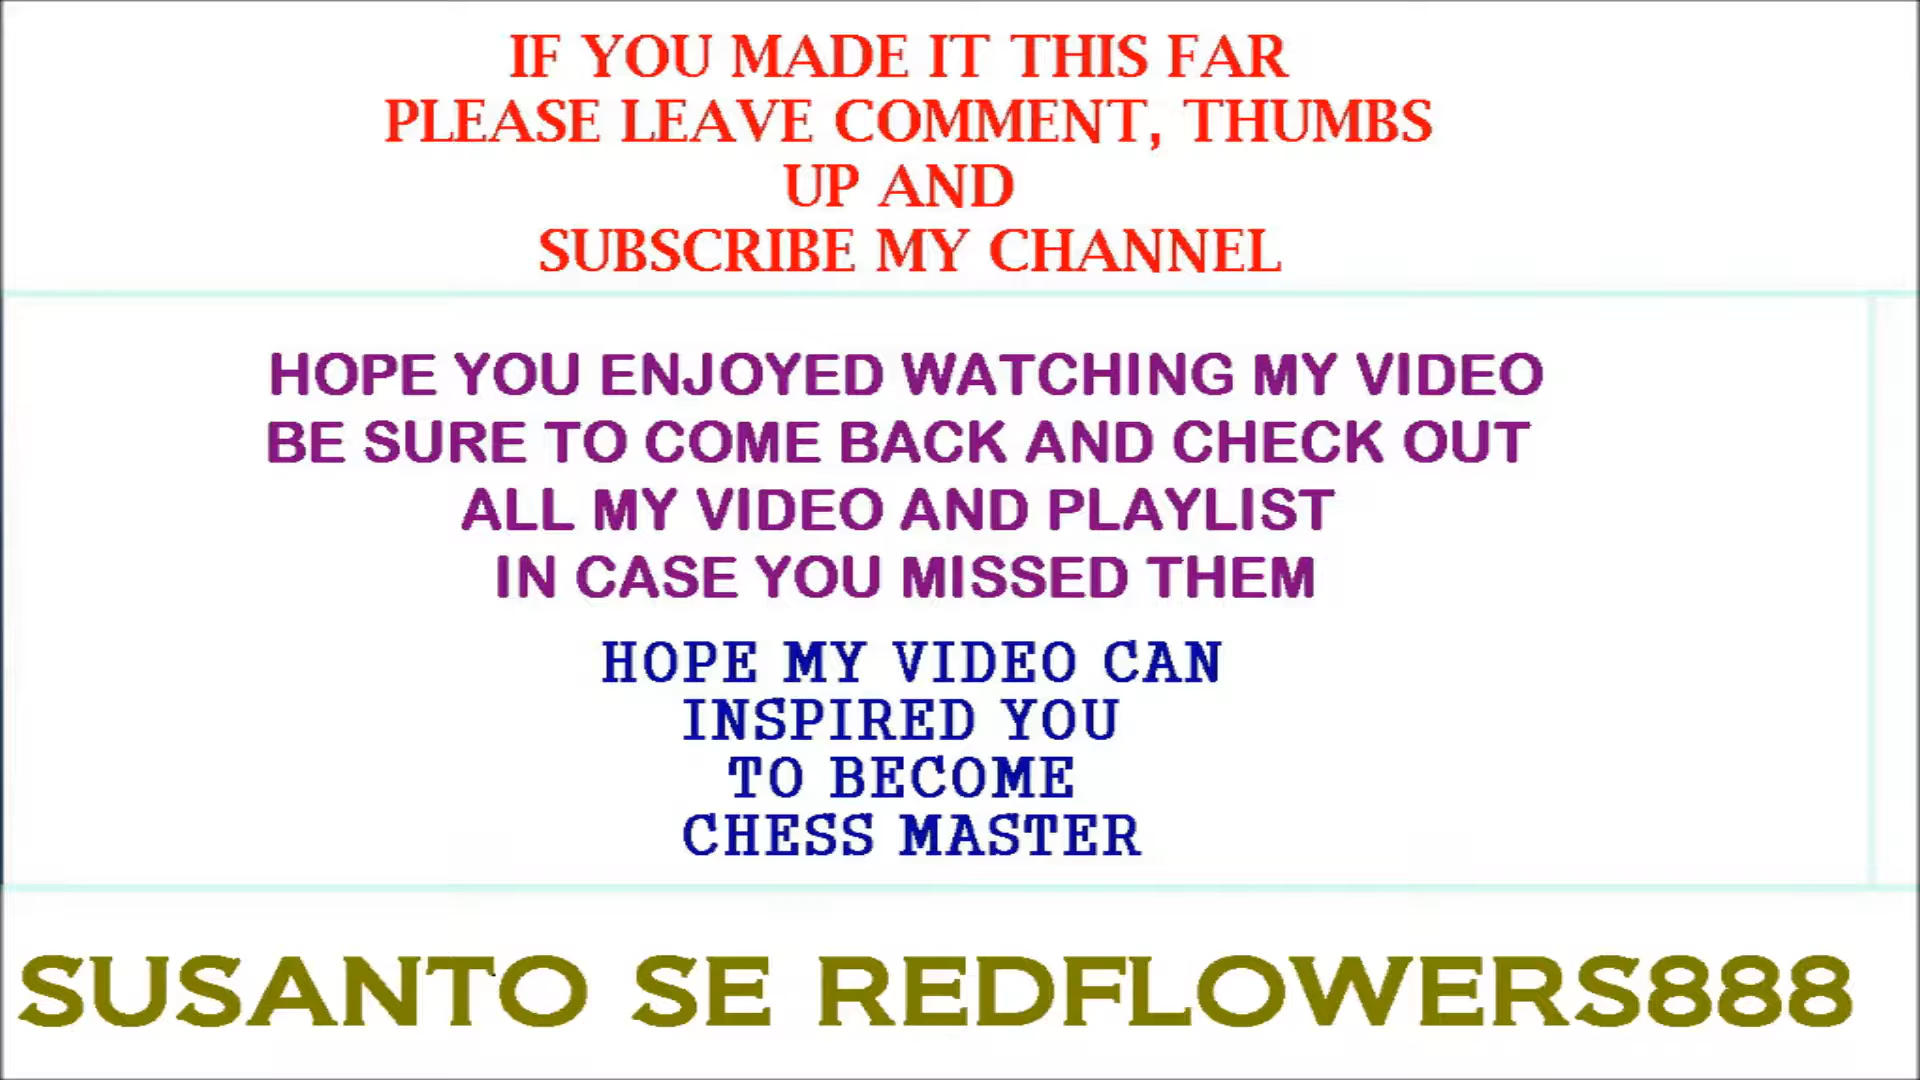 IF YOU MADE IT THIS FAR
PLEASE LEAVE COMMENT, THUMBS
UP AND
SUBSCRIBE MY CHANNEL
HOPE YOU ENJOYED WATCHING MY VIDEO
BE SURE TO COME BACK AND CHECK OUT
ALL MY VIDEO AND PLAYLIST
IN CASE YOU MISSED THEM
HOPE MY VIDEO CAN
INSPIRED YOU
TO BECOME
CHESS MASTER
SUSANTO SE REDFLOWERS888